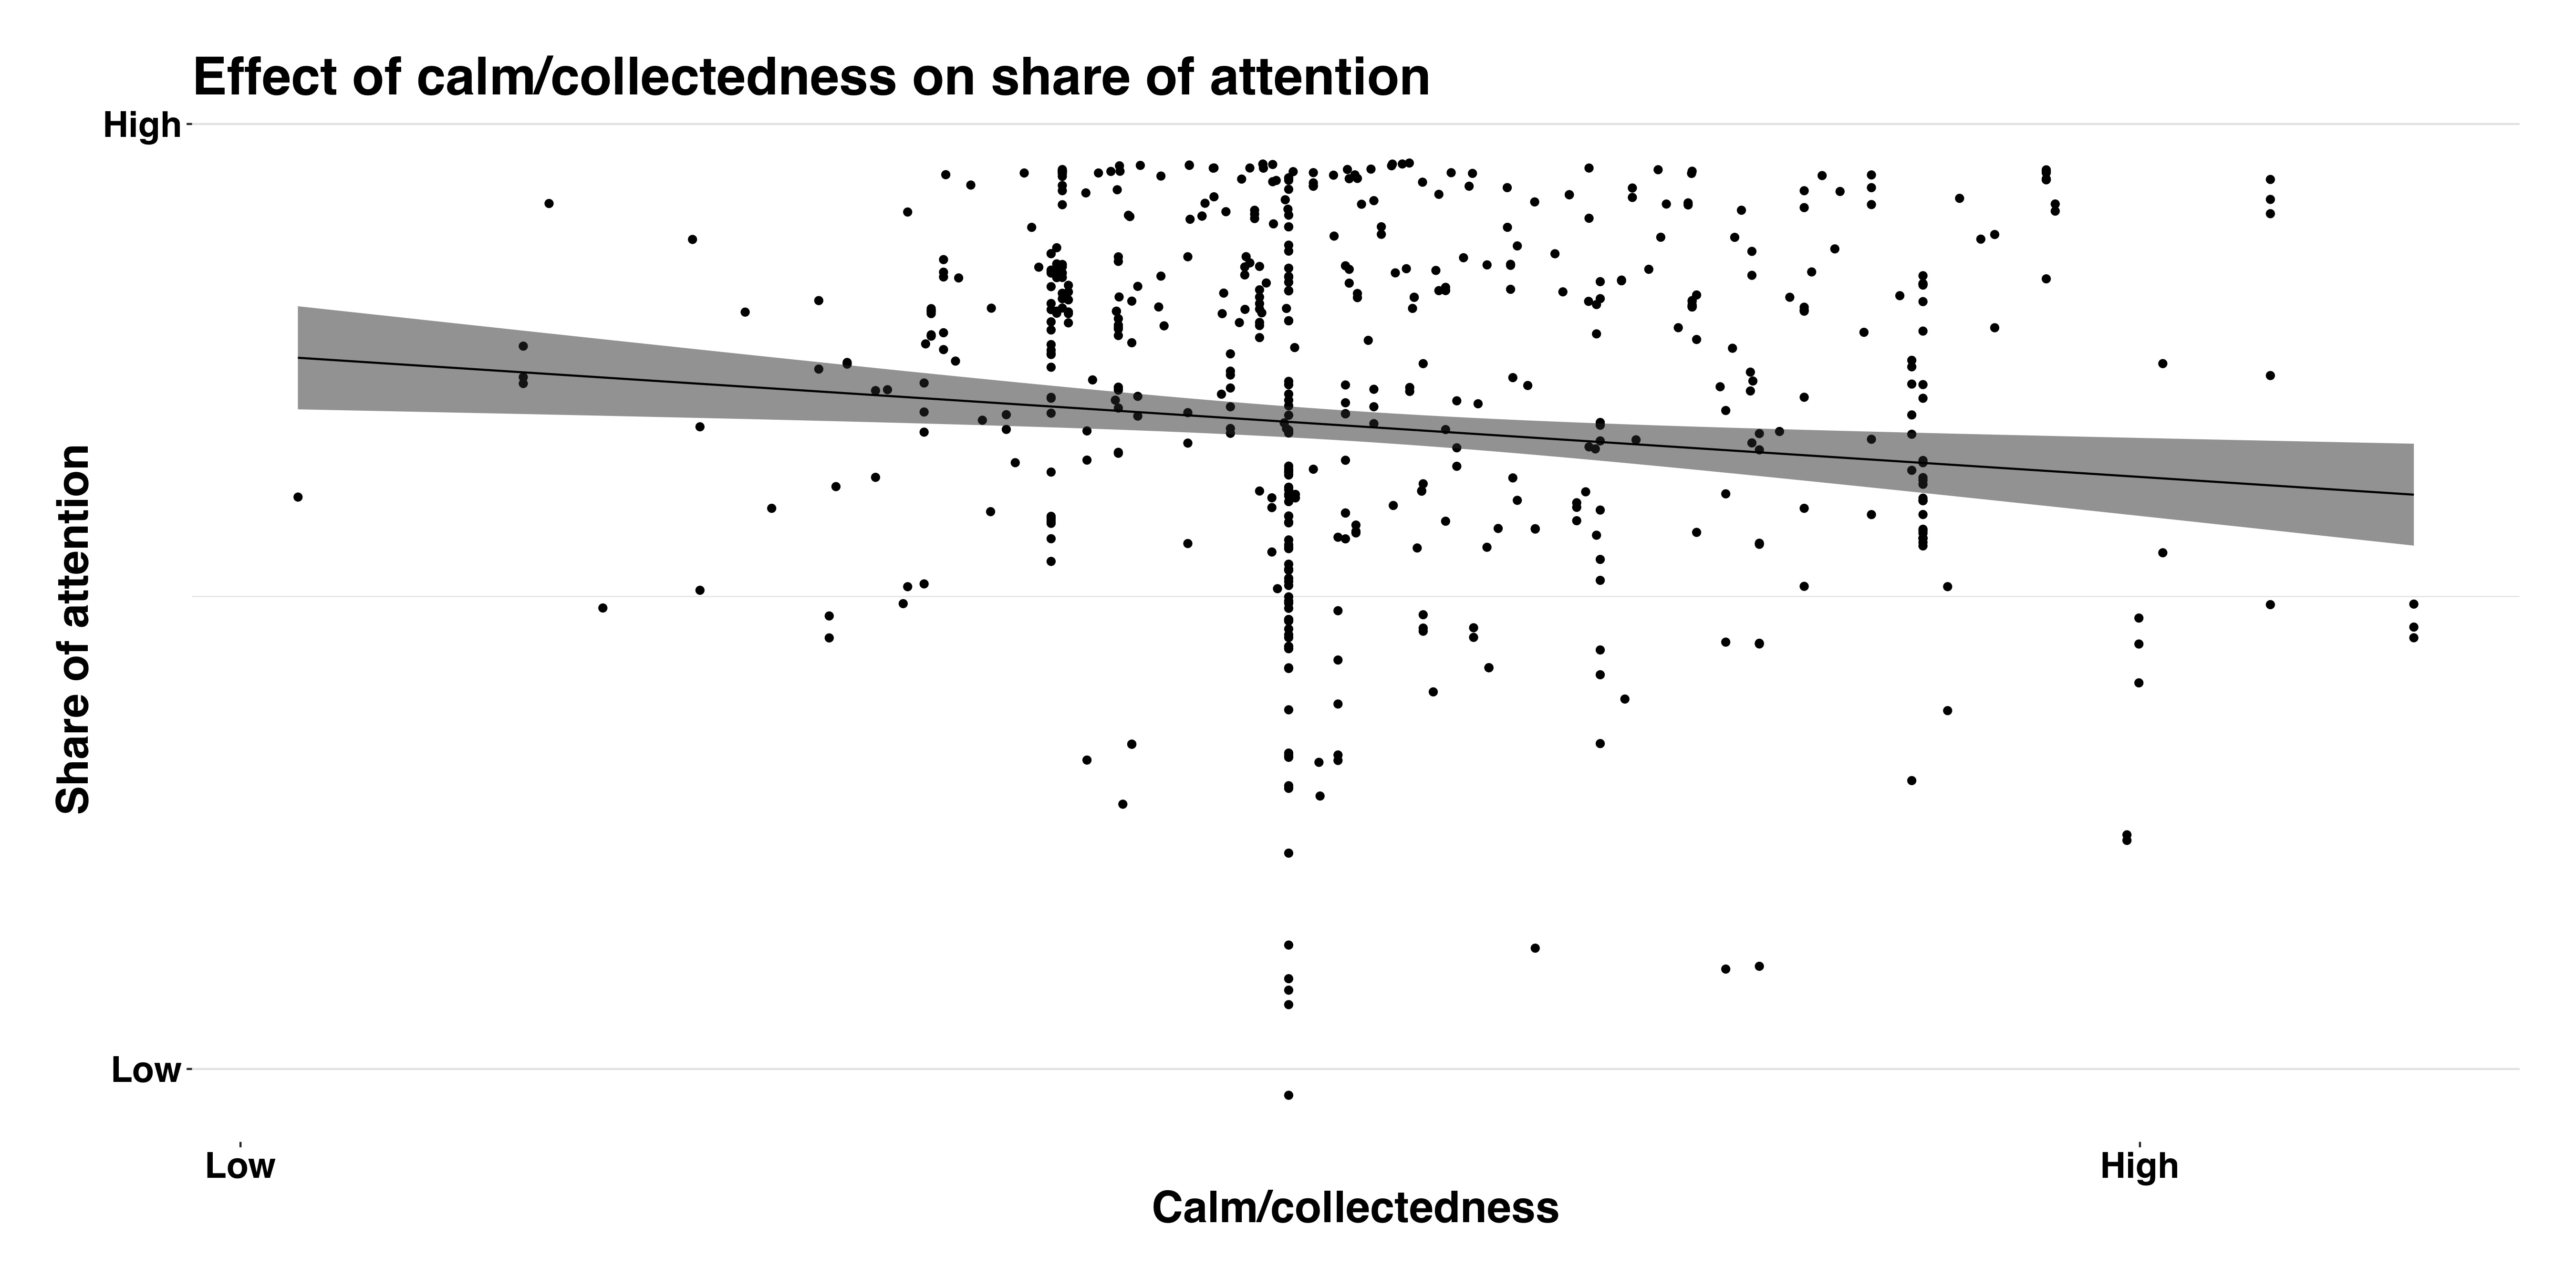 Effect of calm/collectedness on share of attention
High
Share of attention
Low
Low
High
Calm/collectedness